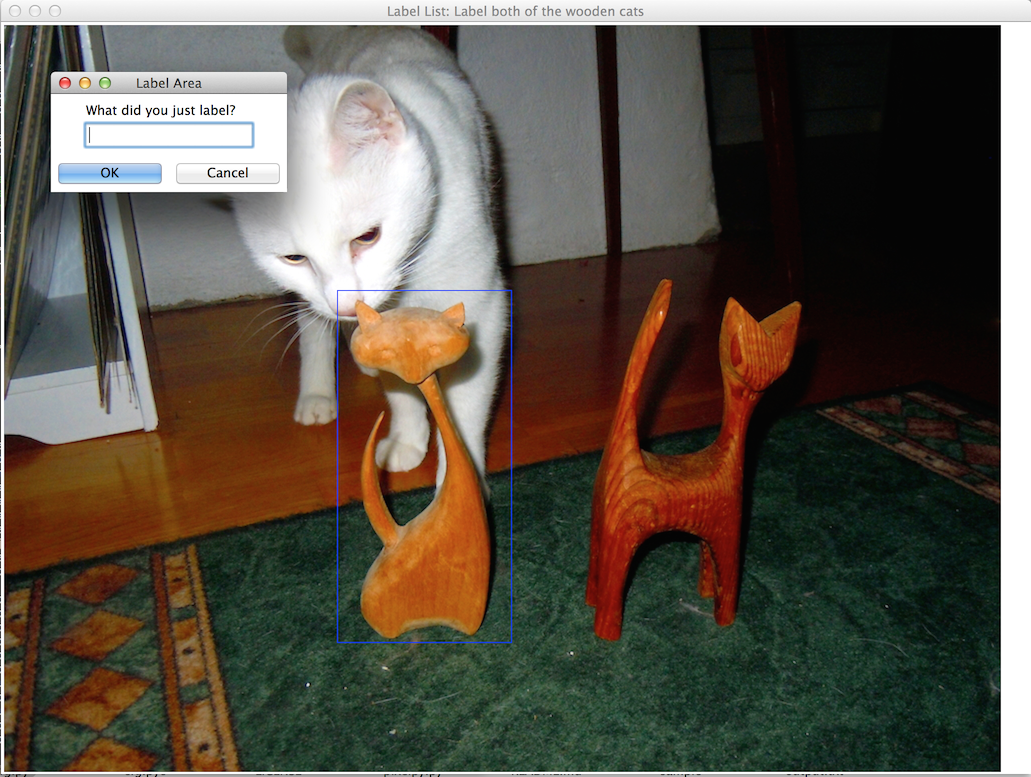 Label List: Label both of the wooden cats
Label Area
What did you just label?
OK
Cancel